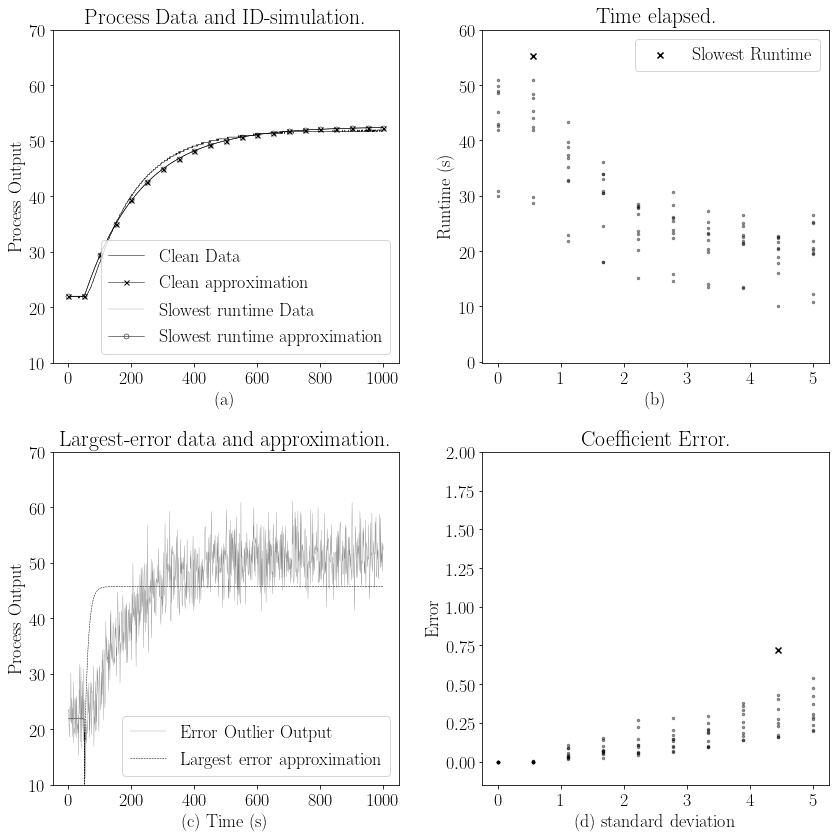 Process Data and ID-simulation.
70
60
50
40
30
20
10
Process Output
Clean Data
Clean approximation
Slowest runtime Data
Slowest runtime approximation
0 200 400 600 800 1000
(a)
Time elapsed.
60
50
40
30
20
10
0
Runtime (s)
Slowest Runtime
0 1 2 3 4 5
(b)
Largest-error data and approximation.
70
60
50
40
30
20
10
Process Output
Error Outlier Output
Largest error approximation
0 200 400 600 800 1000
(c) Time (s)
Coefficient Error.
2.00
1.75
1.50
1.25
1.00
0.75
0.50
0.25
0.00
Error
0 1 2 3 4 5
(d) standard deviation